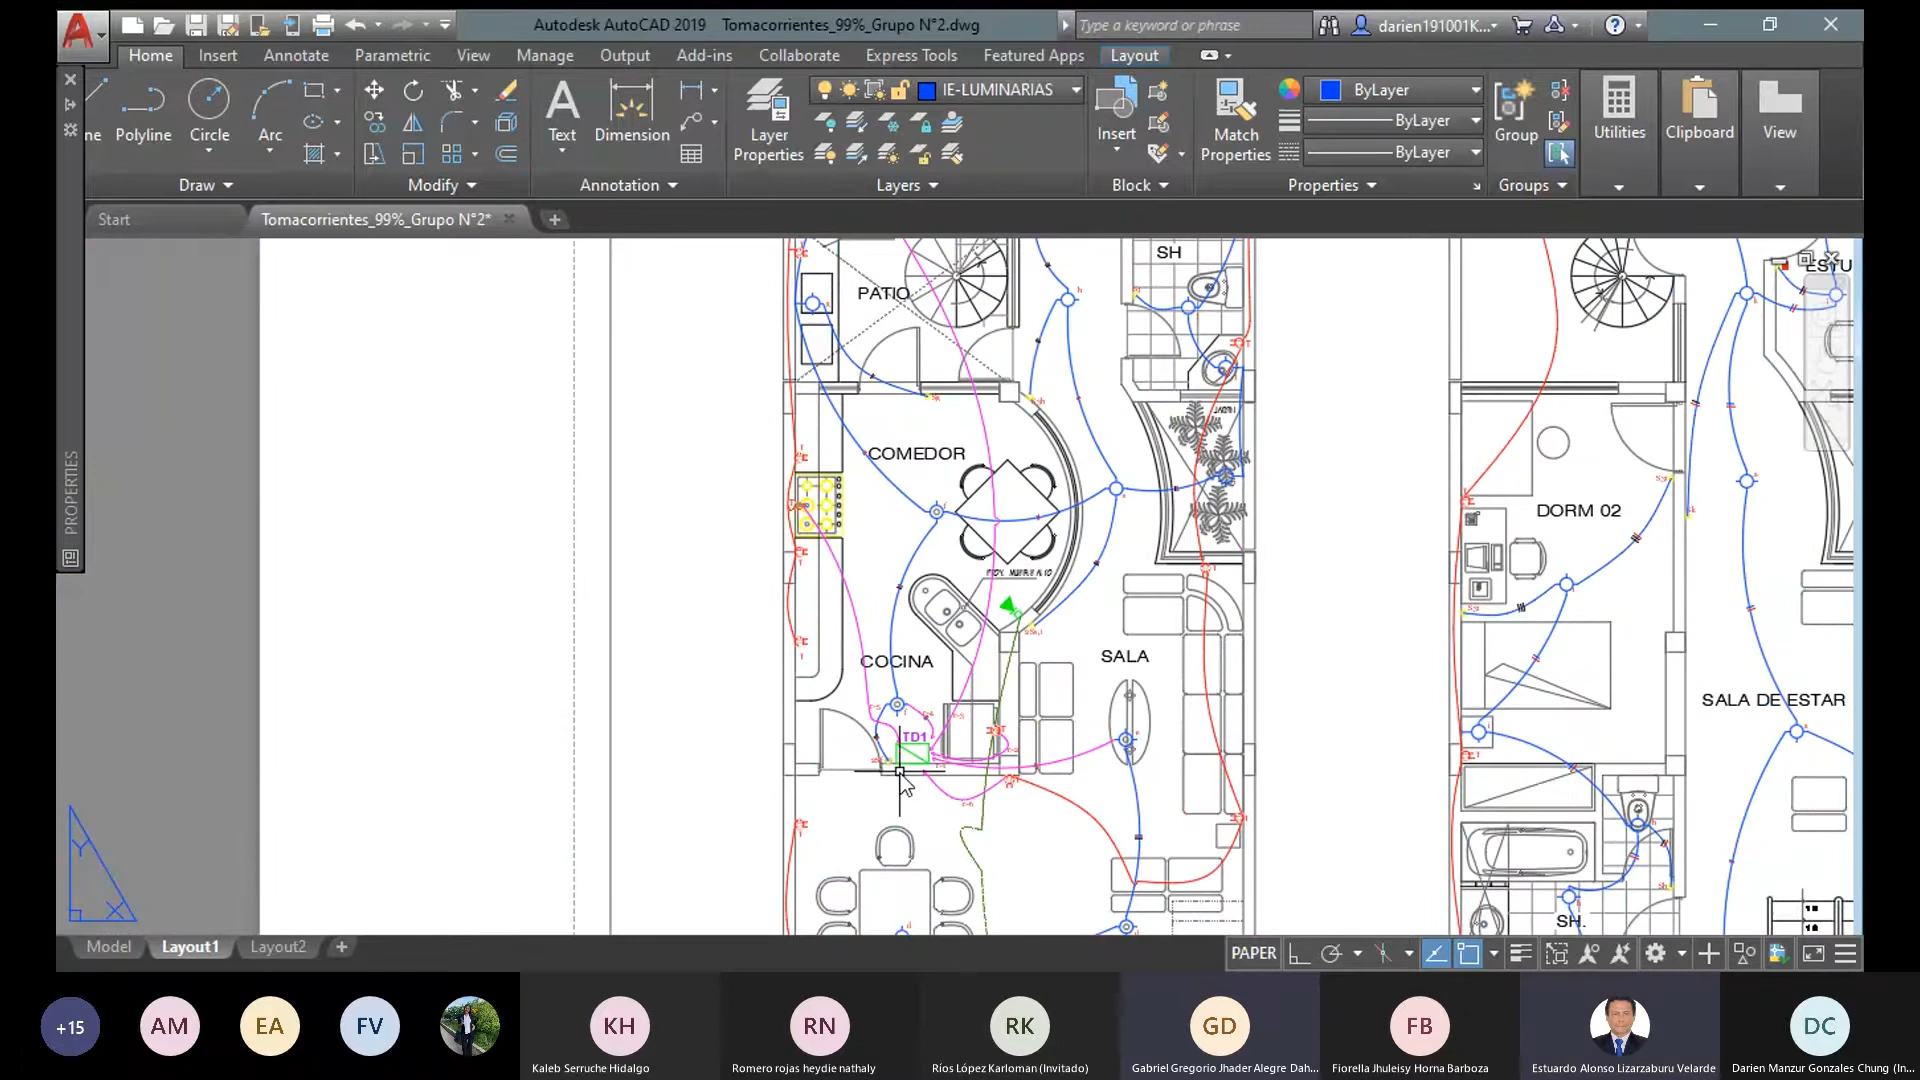 Autodesk AutoCAD 2019 Tomacorrientes_99%_Grupo N°2.dwg
Type a keyword or phrase
darien191001K...
Home Insert Annotate Parametric View Manage Output Add-ins Collaborate Express Tools Featured Apps Layout
ne Polyline Circle Arc
Text Dimension
Layer Properties
IE-LUMINARIAS
Insert
Match Properties
ByLayer
ByLayer
ByLayer
Group Utilities Clipboard View
Draw Modify Annotation Layers Block Properties Groups
Start Tomacorrientes_99%_Grupo N°2*
PROPERTIES
PATIO
SH
ESTU
COMEDOR
DORM 02
COCINA
SALA
SALA DE ESTAR
TD1
SH.
Y
X
Model Layout1 Layout2
PAPER
+15 AM EA FV KH RN RK GD FB DC
Kaleb Serruche Hidalgo
Romero rojas heydie nathaly
Ríos López Karloman (Invitado)
Gabriel Gregorio Jhader Alegre Dah...
Fiorella Jhuleisy Horna Barboza
Estuardo Alonso Lizarzaburu Velarde
Darien Manzur Gonzales Chung (In...